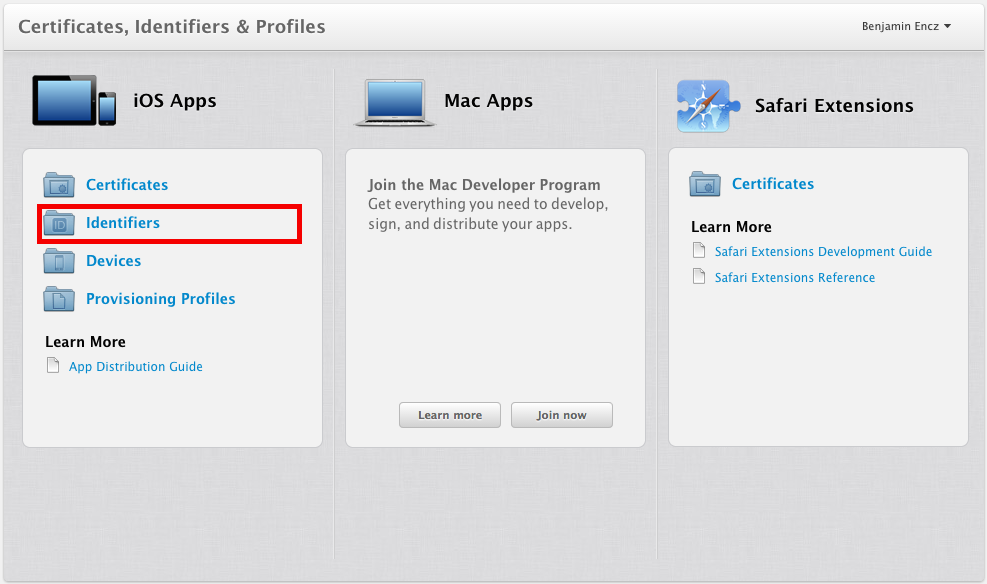 Certificates, Identifiers & Profiles
Benjamin Encz
iOS Apps
Certificates
ID
Identifiers
Devices
Provisioning Profiles
Learn More
App Distribution Guide
Mac Apps
Join the Mac Developer Program
Get everything you need to develop,
sign, and distribute your apps.
Learn more
Join now
Safari Extensions
Certificates
Learn More
Safari Extensions Development Guide
Safari Extensions Reference